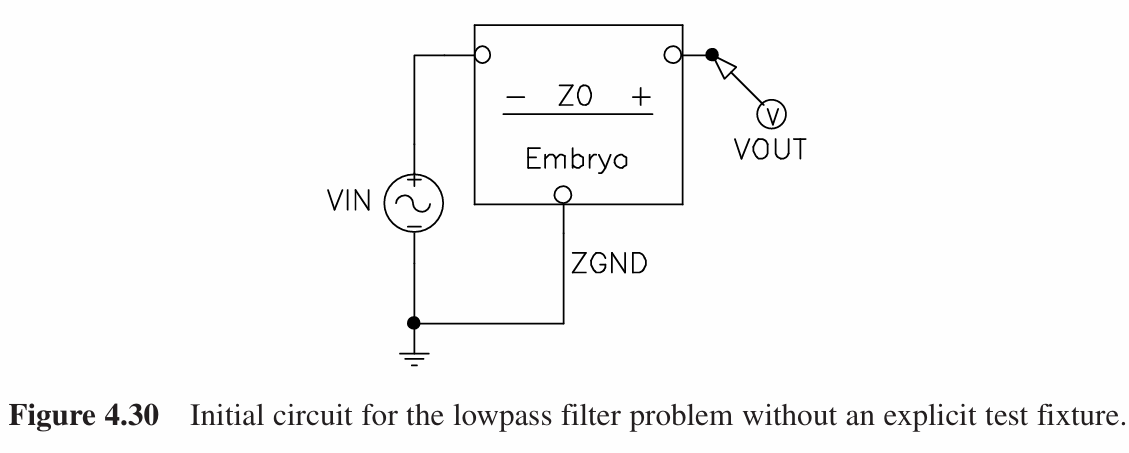 - Z0 +
Embryo
V
VOUT
VIN
+
-
ZGND
Figure 4.30 Initial circuit for the lowpass filter problem without an explicit test fixture.